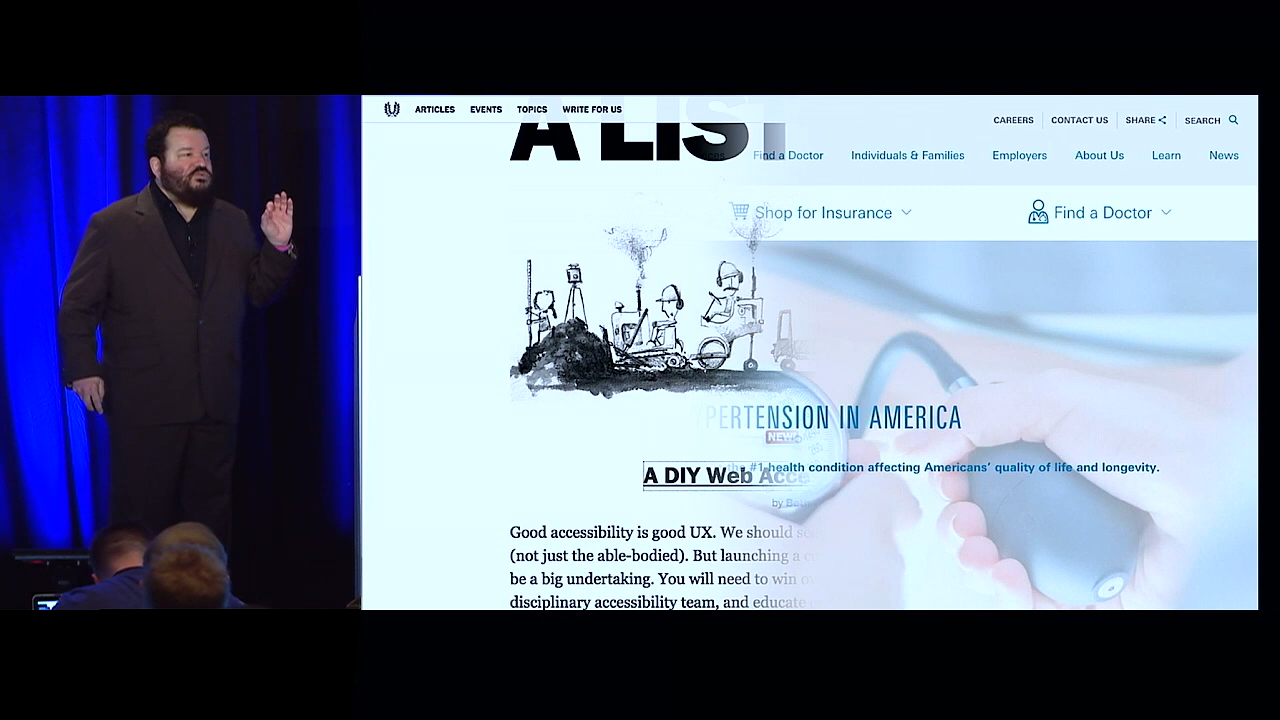 ARTICLES EVENTS TOPICS WRITE FOR US
CAREERS CONTACT US SHARE SEARCH
A LIST
Find a Doctor Individuals & Families Employers About Us Learn News
Shop for Insurance Find a Doctor
PERTENSION IN AMERICA
NEW!
#1 health condition affecting Americans' quality of life and longevity.
A DIY Web Acce
by
Good accessibility is good UX. We should
(not just the able-bodied). But launching a
be a big undertaking. You will need to win
disciplinary accessibility team, and educate